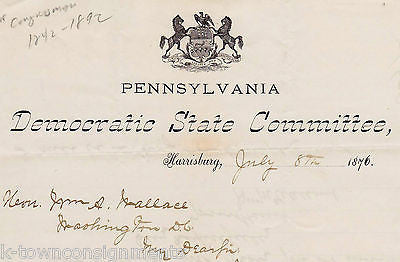 Congressman
1842-1892
PENNSYLVANIA
Democratic State Committee,
Harrisburg, July 8th 1876.
Hon. Wm A. Wallace
Washington D.C.
My Dear Sir
k-townconsignments